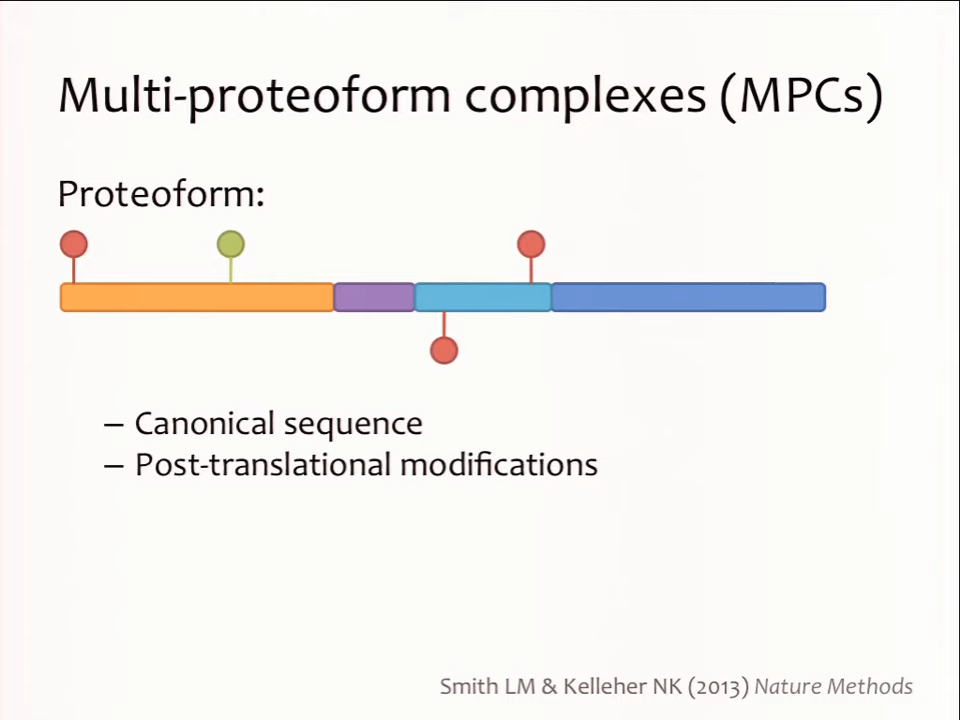 Multi-proteoform complexes (MPCs)
Proteoform:
– Canonical sequence
– Post-translational modifications
Smith LM & Kelleher NK (2013) Nature Methods